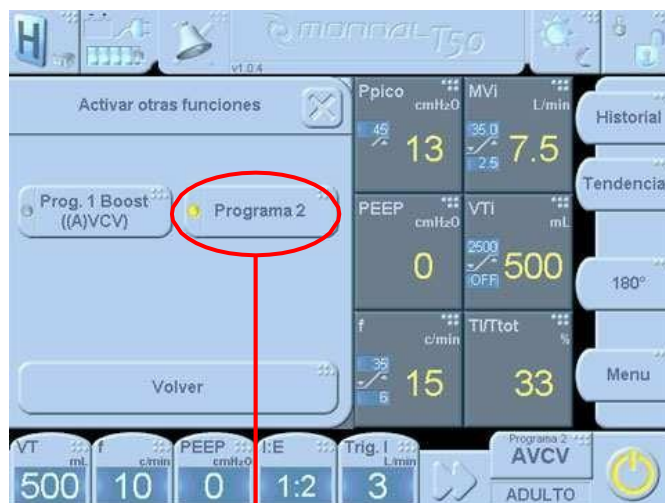 H
monnal-T50
v1.0.4
Activar otras funciones
Prog. 1 Boost
((A)VCV)
Programa 2
Volver
Ppico
cmH2O
45
13
MVi
L/min
35.0
2.5
7.5
PEEP
cmH2O
0
VTi
mL
2500
OFF
500
f
c/min
35
6
15
TI/Ttot
%
33
Historial
Tendencia
180°
Menu
VT
mL
500
f
c/min
10
PEEP
cmH2O
0
I:E
1:2
Trig. I
L/min
3
Programa 2
AVCV
ADULTO